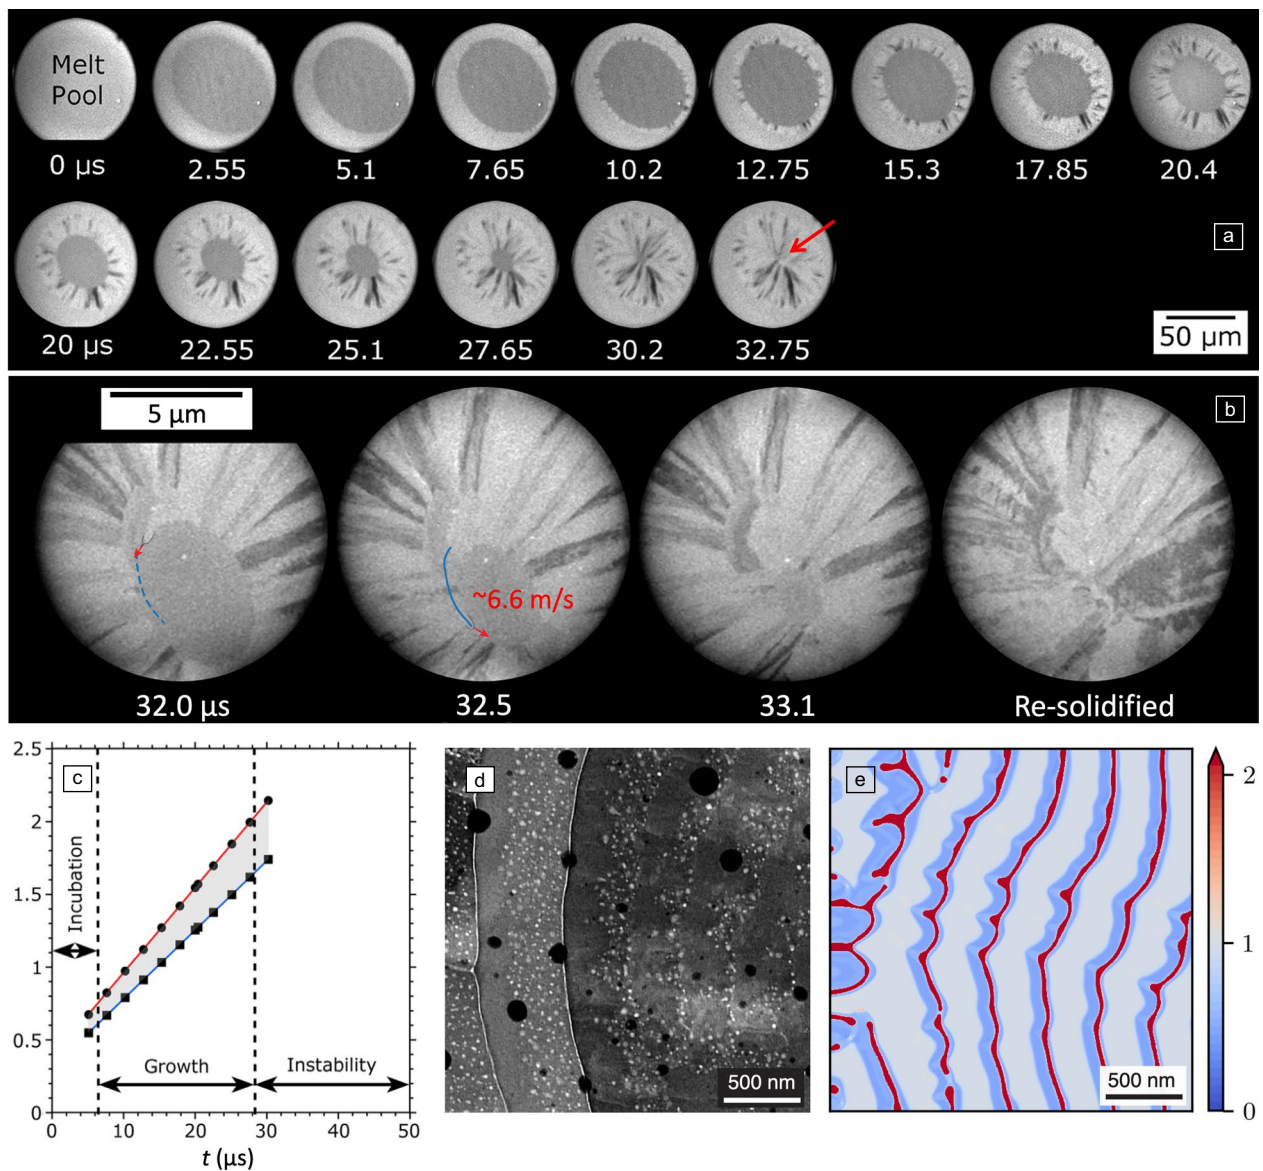 Melt
Pool
0 µs
2.55
5.1
7.65
10.2
12.75
15.3
17.85
20.4
a
20 µs
22.55
25.1
27.65
30.2
32.75
50 µm
5 µm
b
~6.6 m/s
32.0 µs
32.5
33.1
Re-solidified
2.5
2
1.5
1
0.5
0
c
Incubation
Growth
Instability
0
10
20
30
40
50
t (µs)
d
500 nm
e
500 nm
2
1
0